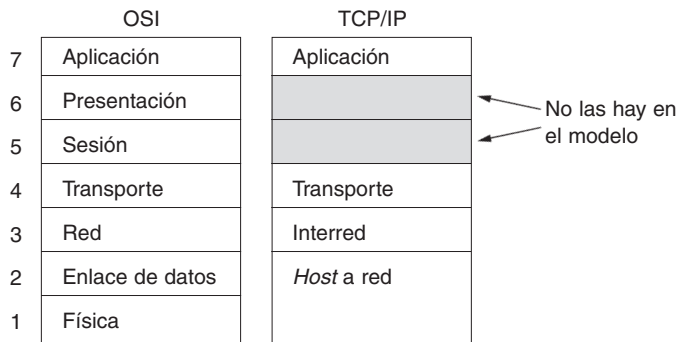 OSI TCP/IP
7 Aplicación Aplicación
6 Presentación
No las hay en
el modelo
5 Sesión
4 Transporte Transporte
3 Red Interred
2 Enlace de datos Host a red
1 Física